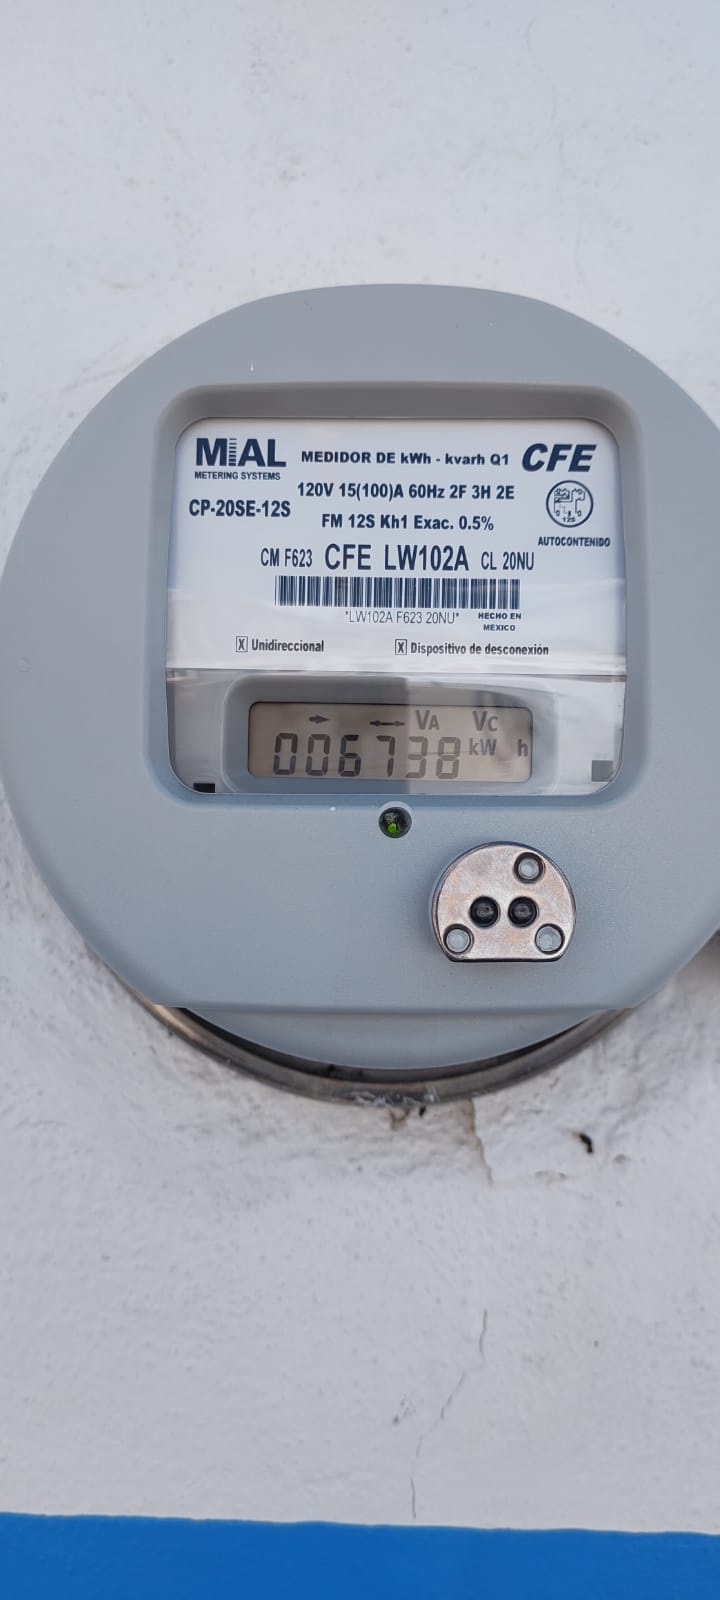 MIAL
METERING SYSTEMS
MEDIDOR DE kWh - kvarh Q1
CFE
CP-20SE-12S
120V 15(100)A 60Hz 2F 3H 2E
FM 12S Kh1 Exac. 0.5%
12S
AUTOCONTENIDO
CM F623 CFE LW102A CL 20NU
*LW102A F623 20NU*
HECHO EN
MEXICO
X Unidireccional
X Dispositivo de desconexión
VA VC
006738 kW h